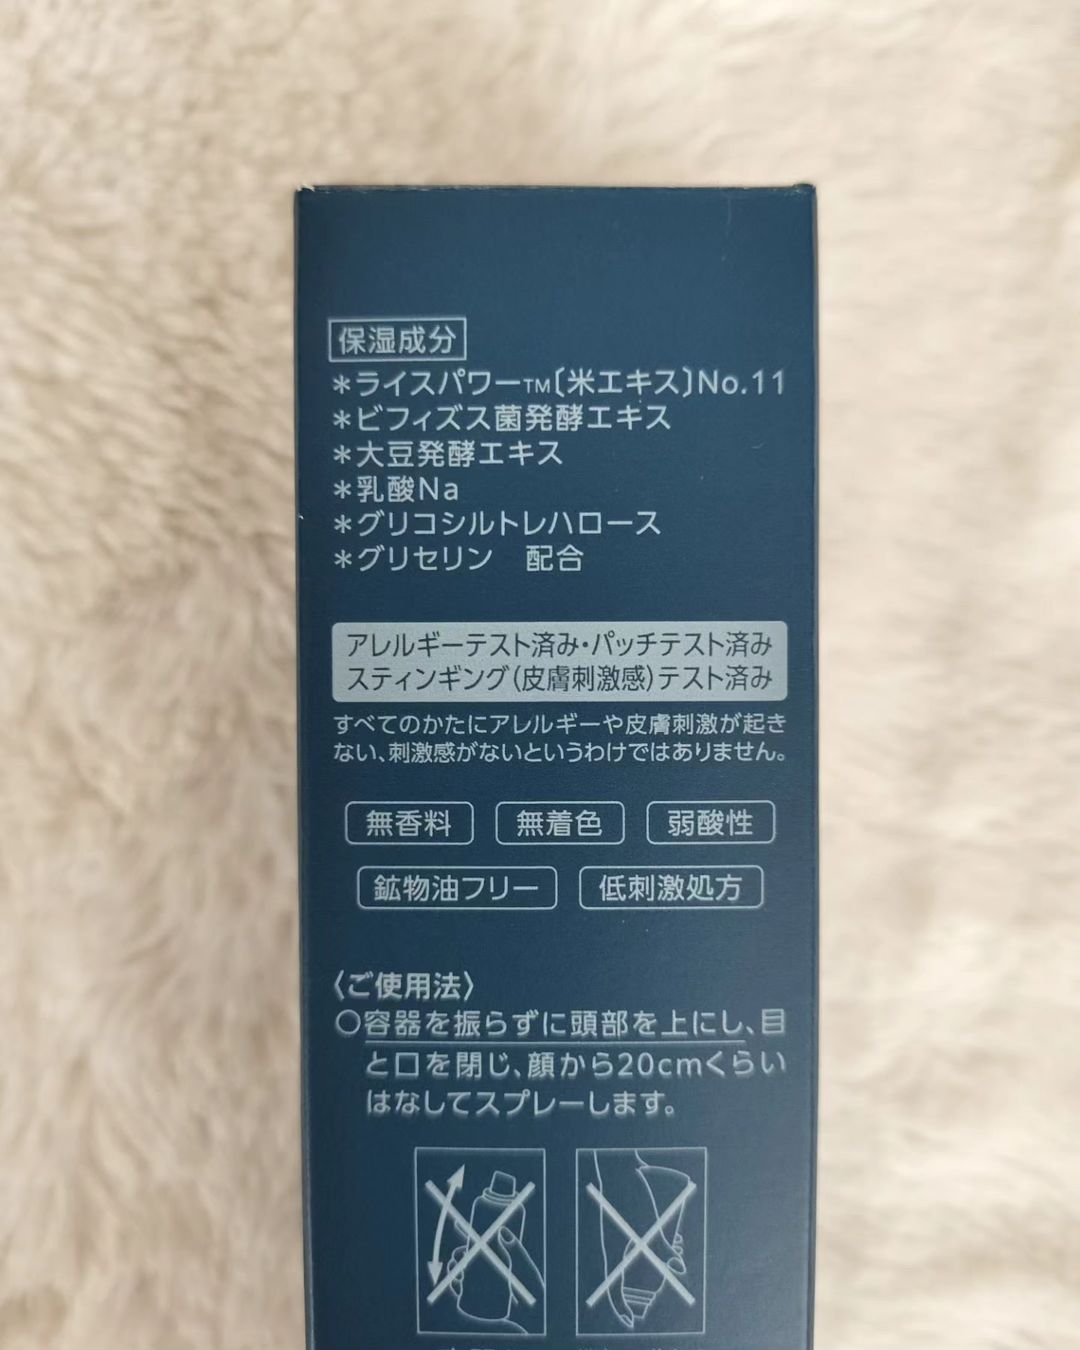 保湿成分
＊ライスパワー™〔米エキス〕No.11
＊ビフィズス菌発酵エキス
＊大豆発酵エキス
＊乳酸Na
＊グリコシルトレハロース
＊グリセリン　配合
アレルギーテスト済み・パッチテスト済み
スティンギング(皮膚刺激感)テスト済み
すべてのかたにアレルギーや皮膚刺激が起き
ない、刺激感がないというわけではありません。
無香料　無着色　弱酸性
鉱物油フリー　低刺激処方
〈ご使用法〉
○容器を振らずに頭部を上にし、目
と口を閉じ、顔から20cmくらい
はなしてスプレーします。